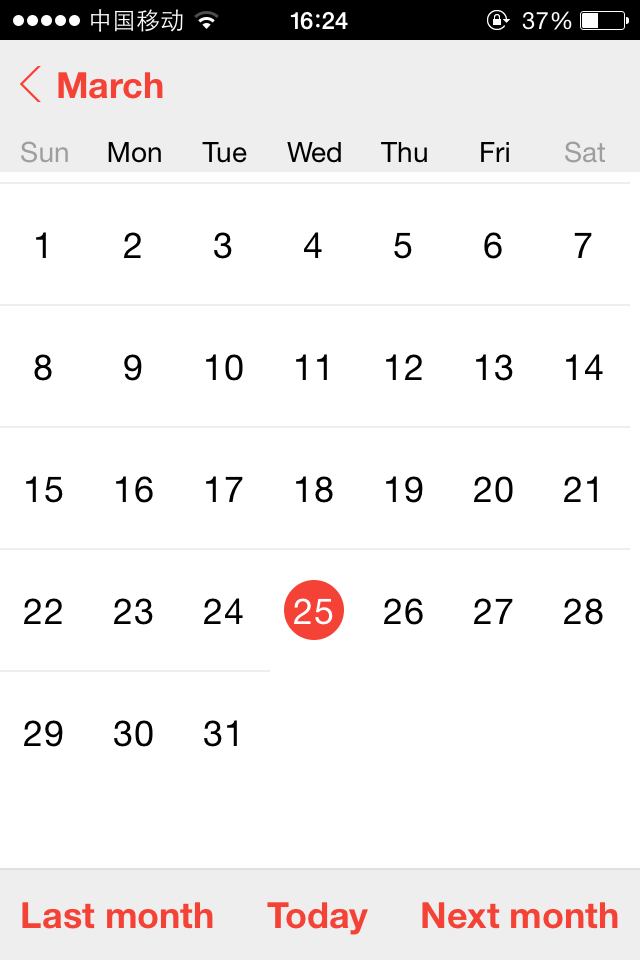 中国移动 16:24 37%
March
Sun Mon Tue Wed Thu Fri Sat
1 2 3 4 5 6 7
8 9 10 11 12 13 14
15 16 17 18 19 20 21
22 23 24 25 26 27 28
29 30 31
Last month Today Next month